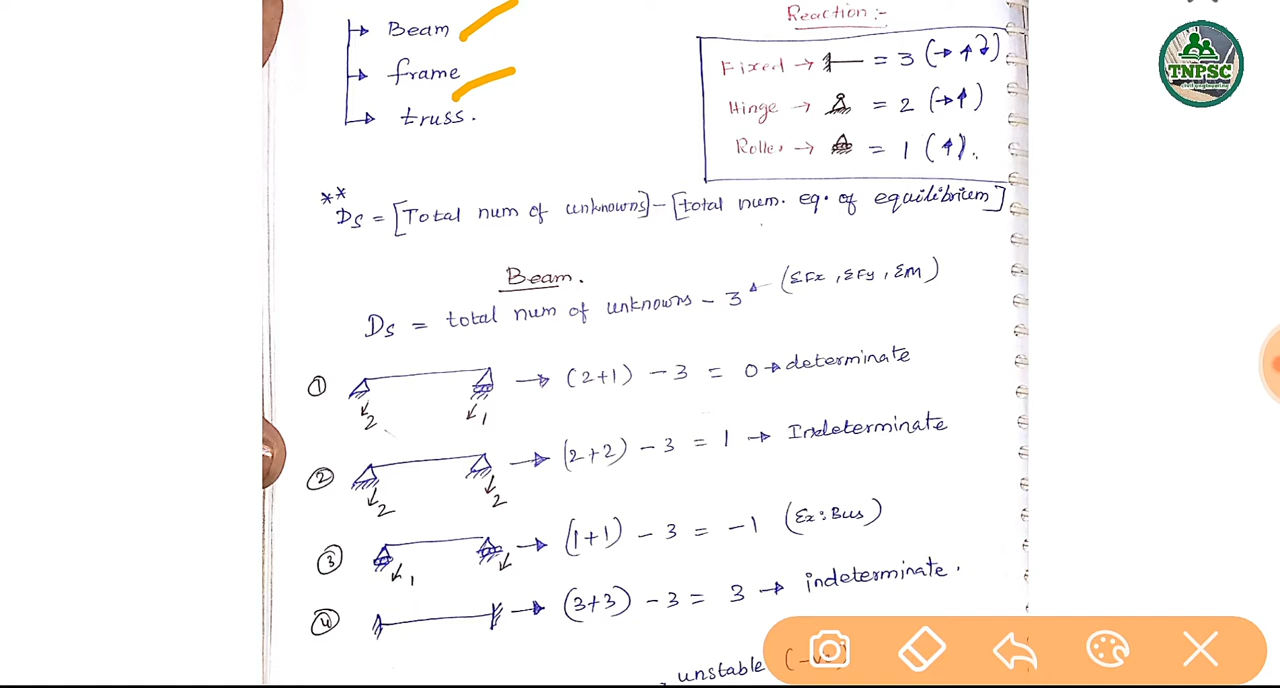 Beam
frame
truss.
Reaction:-
Fixed → = 3 (→ ↑ ↷)
Hinge → = 2 (→ ↑)
Roller → = 1 (↑).
TNPSC
**
Ds = [Total num of unknowns] - [total num. eq. of equilibrium]
Beam.
Ds = total num of unknowns - 3 (ΣFx, ΣFy, ΣM)
① → (2+1) - 3 = 0 → determinate
2 1
② → (2+2) - 3 = 1 → Indeterminate
2 2
③ → (1+1) - 3 = -1 (Ex: Bus)
1
④ → (3+3) - 3 = 3 → indeterminate.
unstable